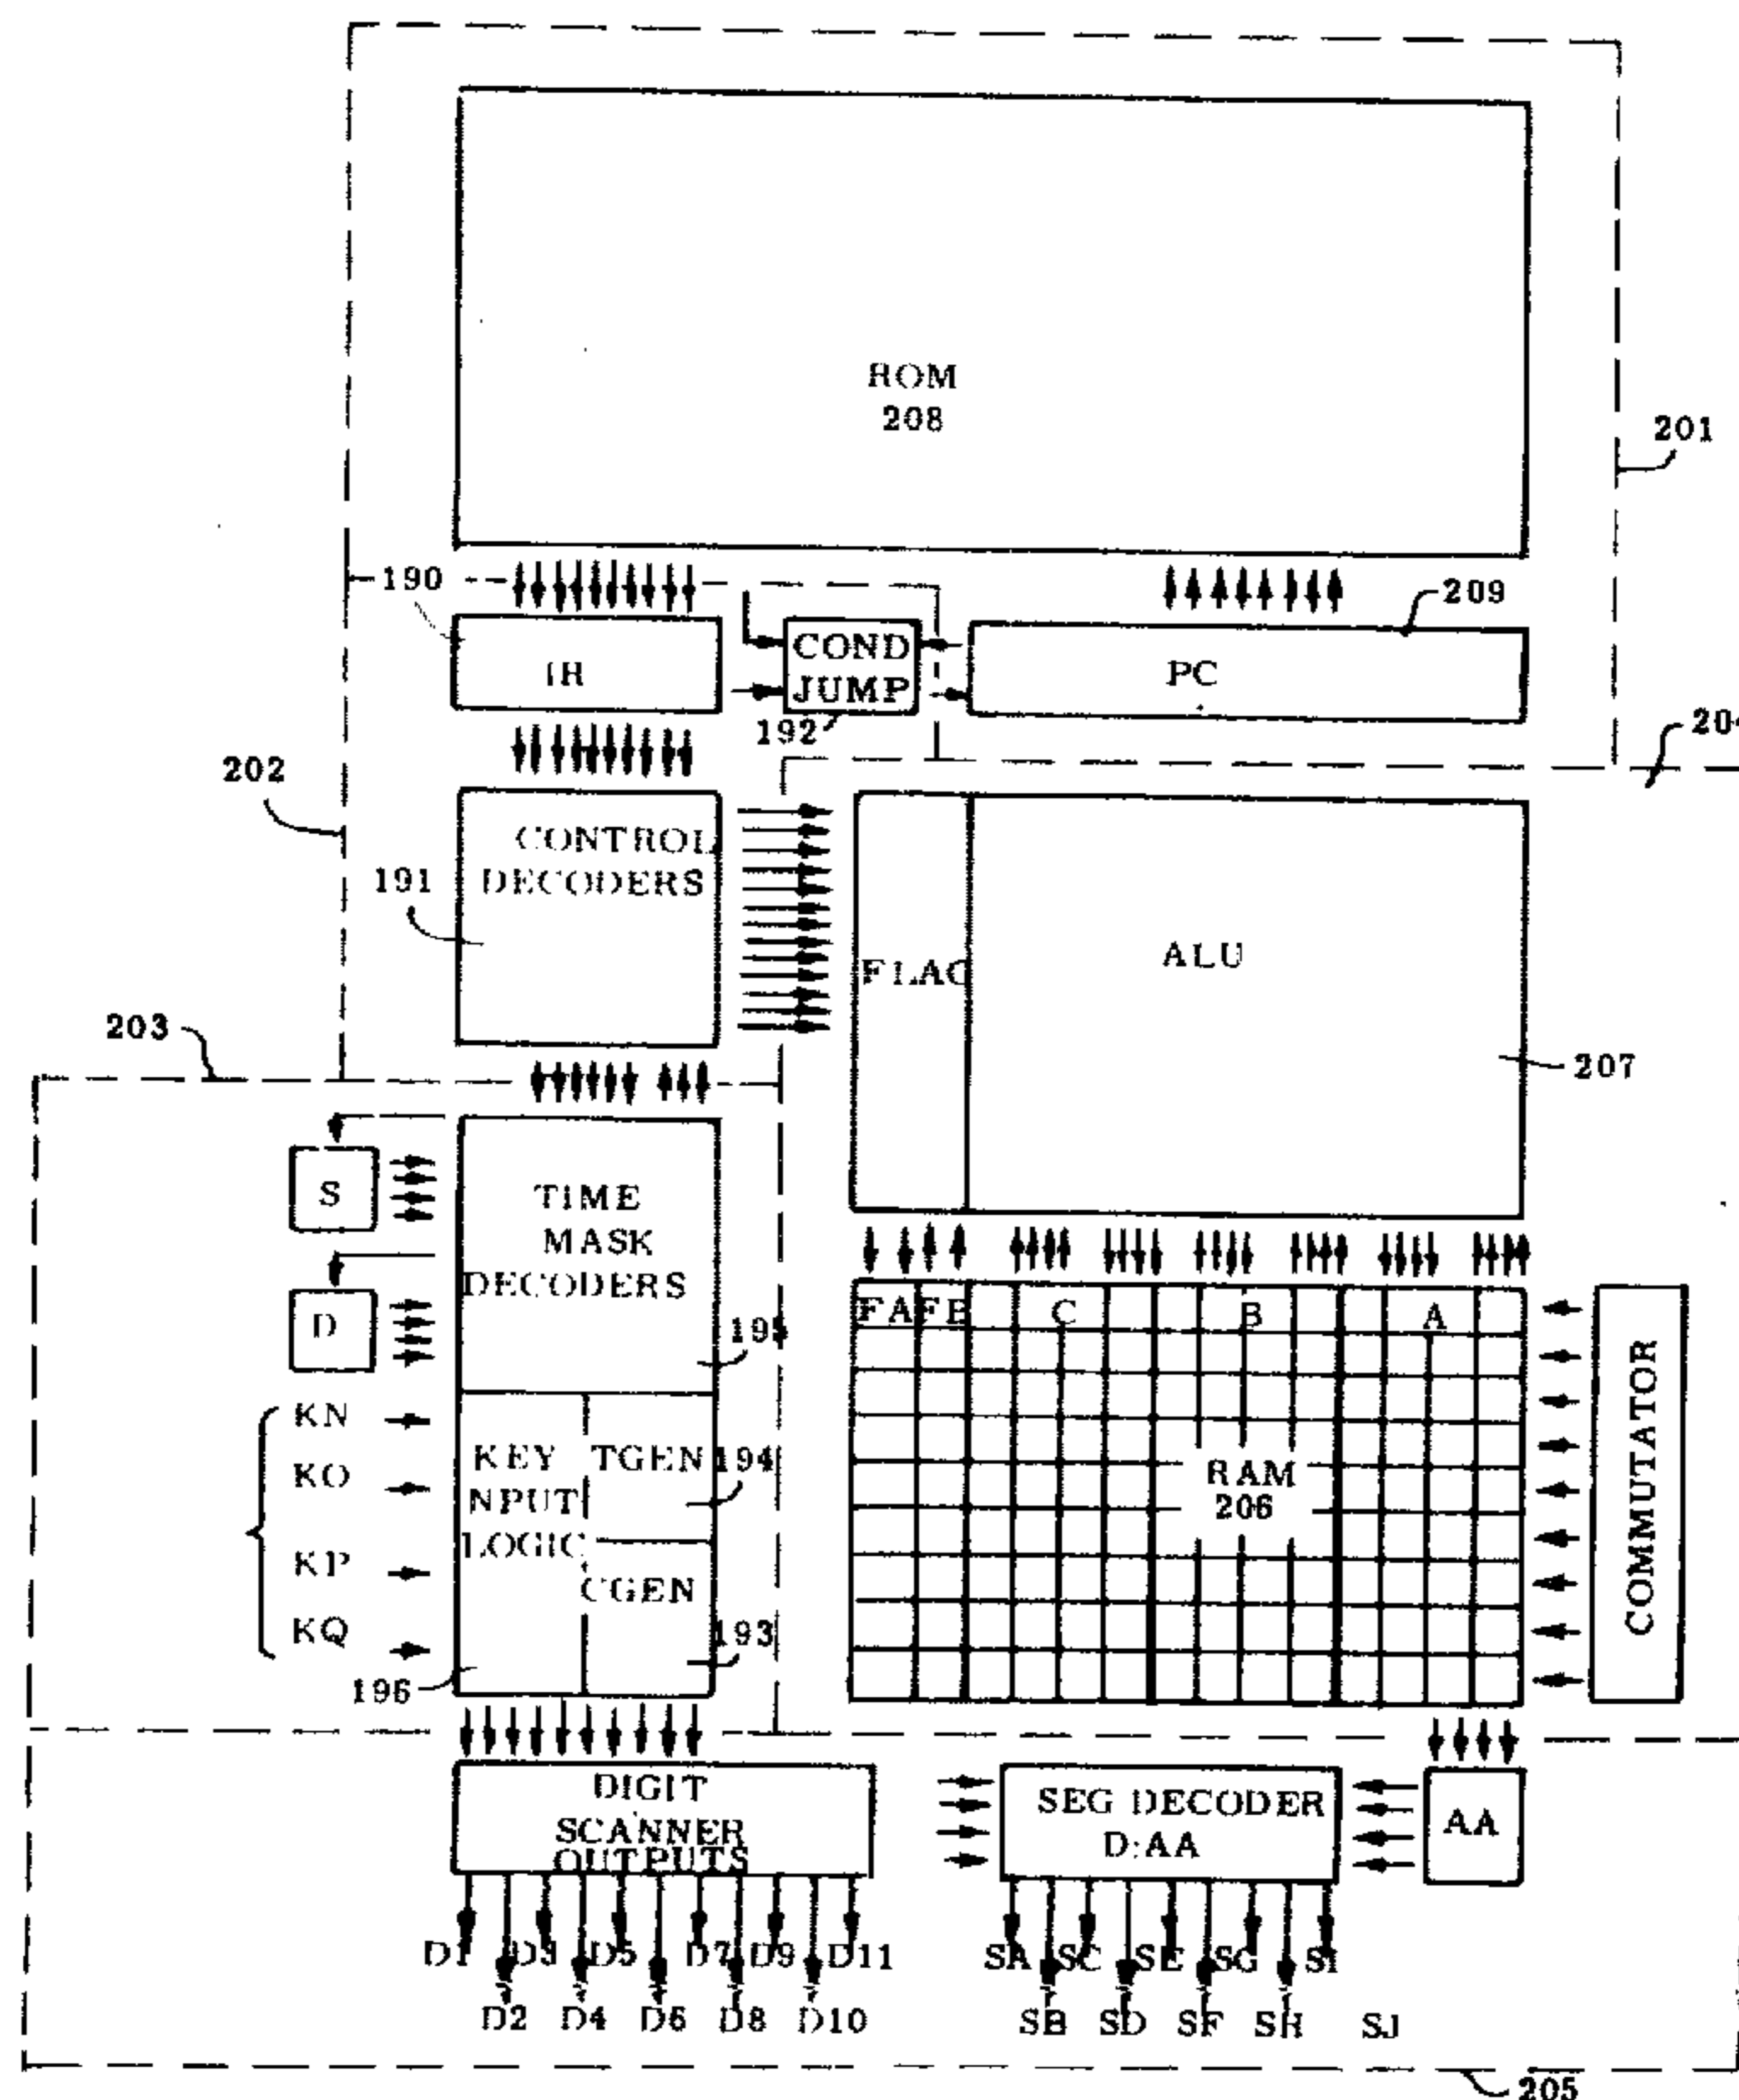 ROM
208
201
190
209
IR
COND
JUMP
PC
192
204
202
CONTROL
DECODERS
191
FLAG
ALU
203
207
S
TIME
MASK
DECODERS
D
195
FA FB C B A
KN
KO
KP
KQ
KEY
INPUT
LOGIC
TGEN 194
CGEN
193
196
RAM
206
COMMUTATOR
DIGIT
SCANNER
OUTPUTS
SEG DECODER
D:AA
AA
D1 D3 D5 D7 D9 D11
SA SC SE SG SI
D2 D4 D6 D8 D10
SB SD SF SH SJ
205